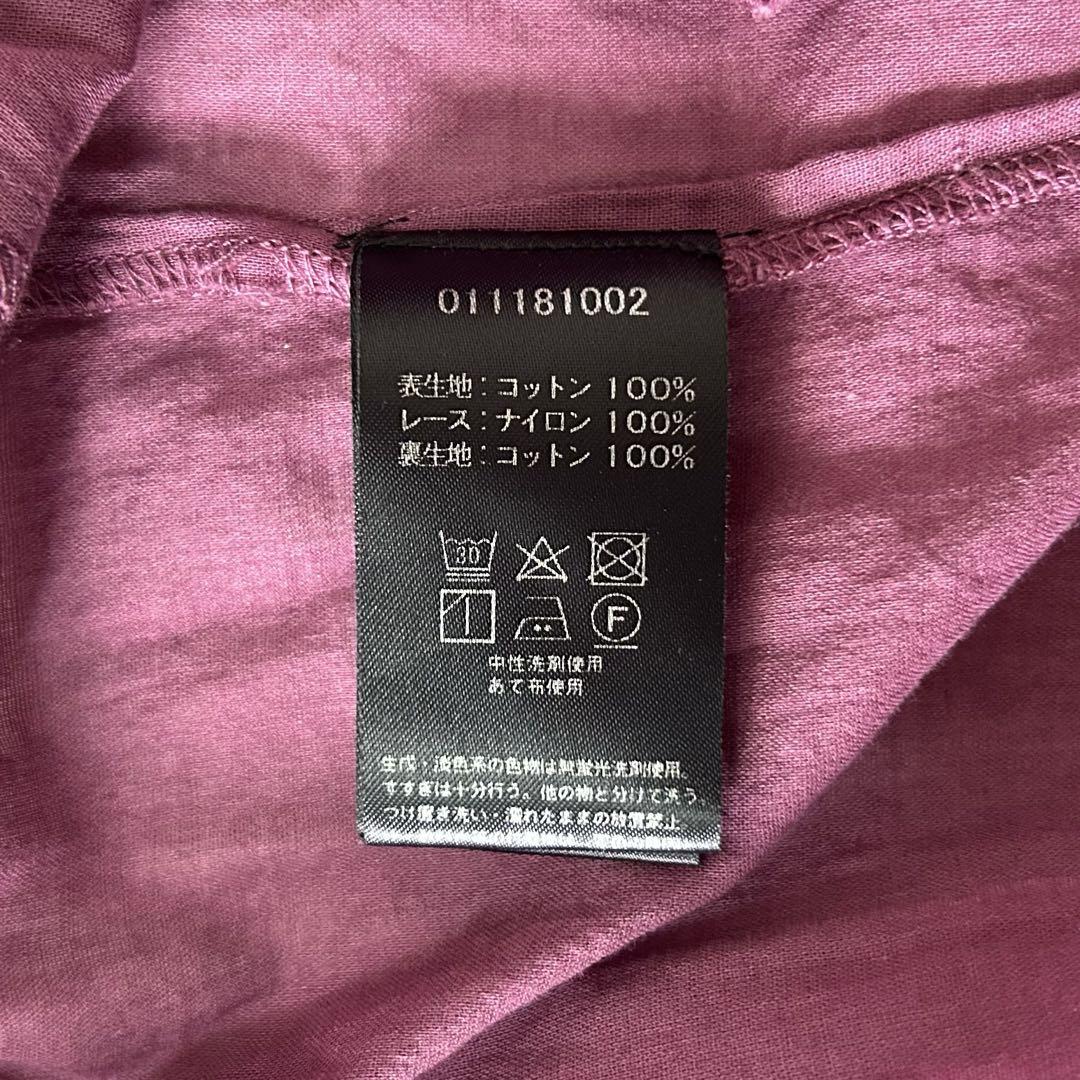 011181002
表生地：コットン 100%
レース：ナイロン 100%
裏生地：コットン 100%
30
F
中性洗剤使用
あて布使用
生成・淡色系の色物は無蛍光洗剤使用。
すすぎは十分行う。他の物と分けて洗う。
つけ置き洗い・濡れたままの放置禁止